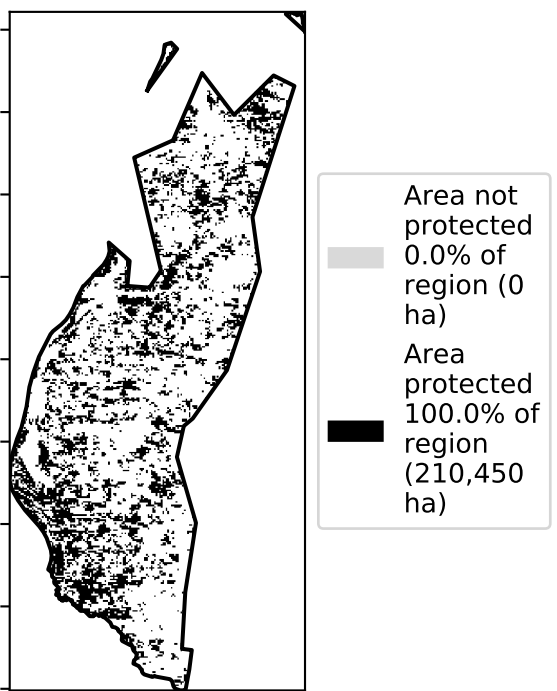 Area not
protected
0.0% of
region (0
ha)
Area
protected
100.0% of
region
(210,450
ha)